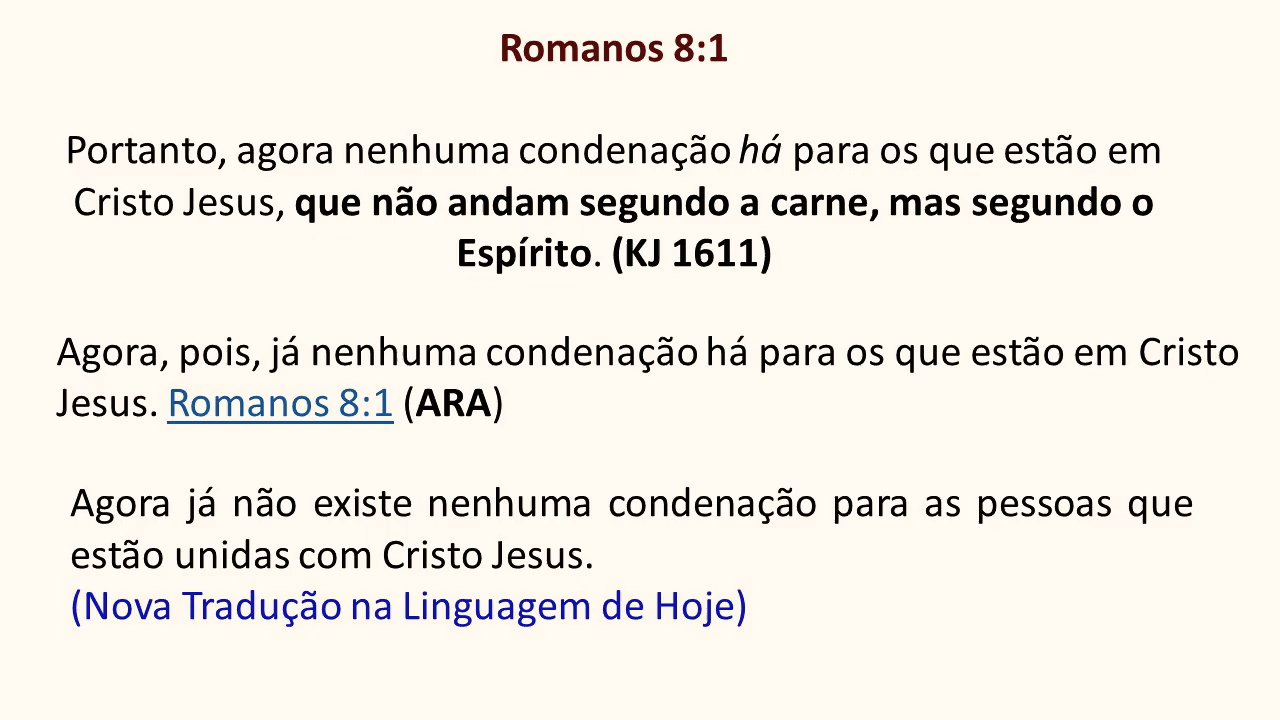 Romanos 8:1
Portanto, agora nenhuma condenação há para os que estão em
Cristo Jesus, que não andam segundo a carne, mas segundo o
Espírito. (KJ 1611)
Agora, pois, já nenhuma condenação há para os que estão em Cristo
Jesus. Romanos 8:1 (ARA)
Agora já não existe nenhuma condenação para as pessoas que
estão unidas com Cristo Jesus.
(Nova Tradução na Linguagem de Hoje)